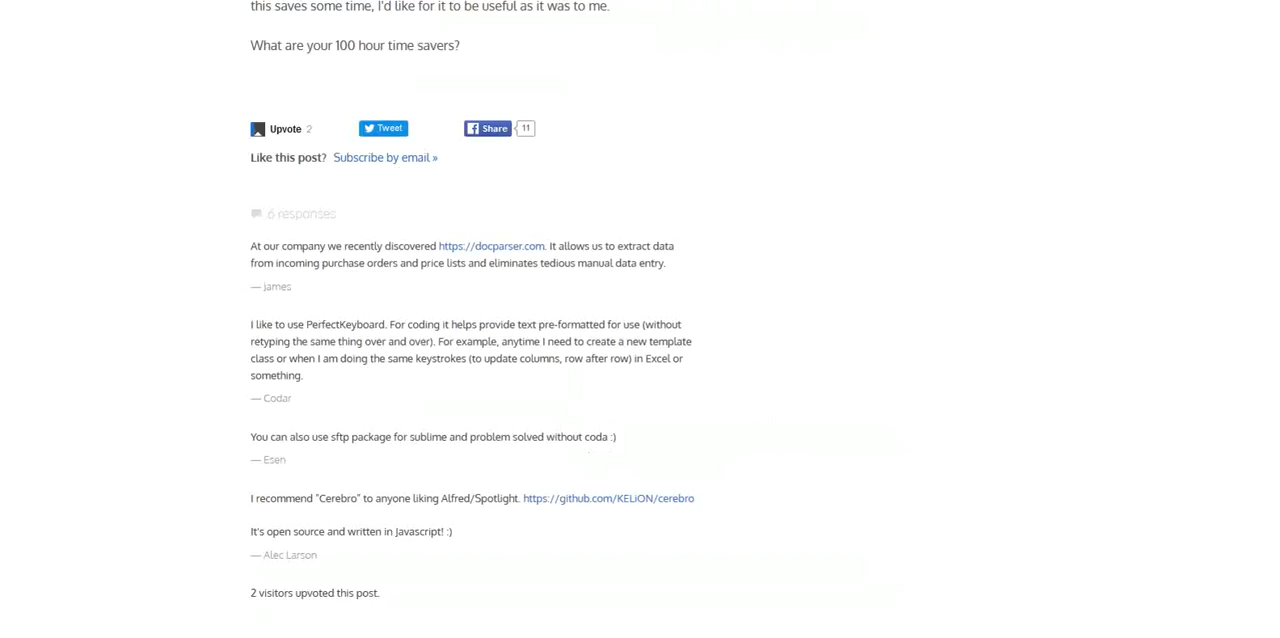 this saves some time, I'd like for it to be useful as it was to me.
What are your 100 hour time savers?
Upvote 2 Tweet Share 11
Like this post? Subscribe by email »
6 responses
At our company we recently discovered https://docparser.com. It allows us to extract data
from incoming purchase orders and price lists and eliminates tedious manual data entry.
— james
I like to use PerfectKeyboard. For coding it helps provide text pre-formatted for use (without
retyping the same thing over and over). For example, anytime I need to create a new template
class or when I am doing the same keystrokes (to update columns, row after row) in Excel or
something.
— Codar
You can also use sftp package for sublime and problem solved without coda :)
— Esen
I recommend "Cerebro" to anyone liking Alfred/Spotlight. https://github.com/KELiON/cerebro
It's open source and written in Javascript! :)
— Alec Larson
2 visitors upvoted this post.